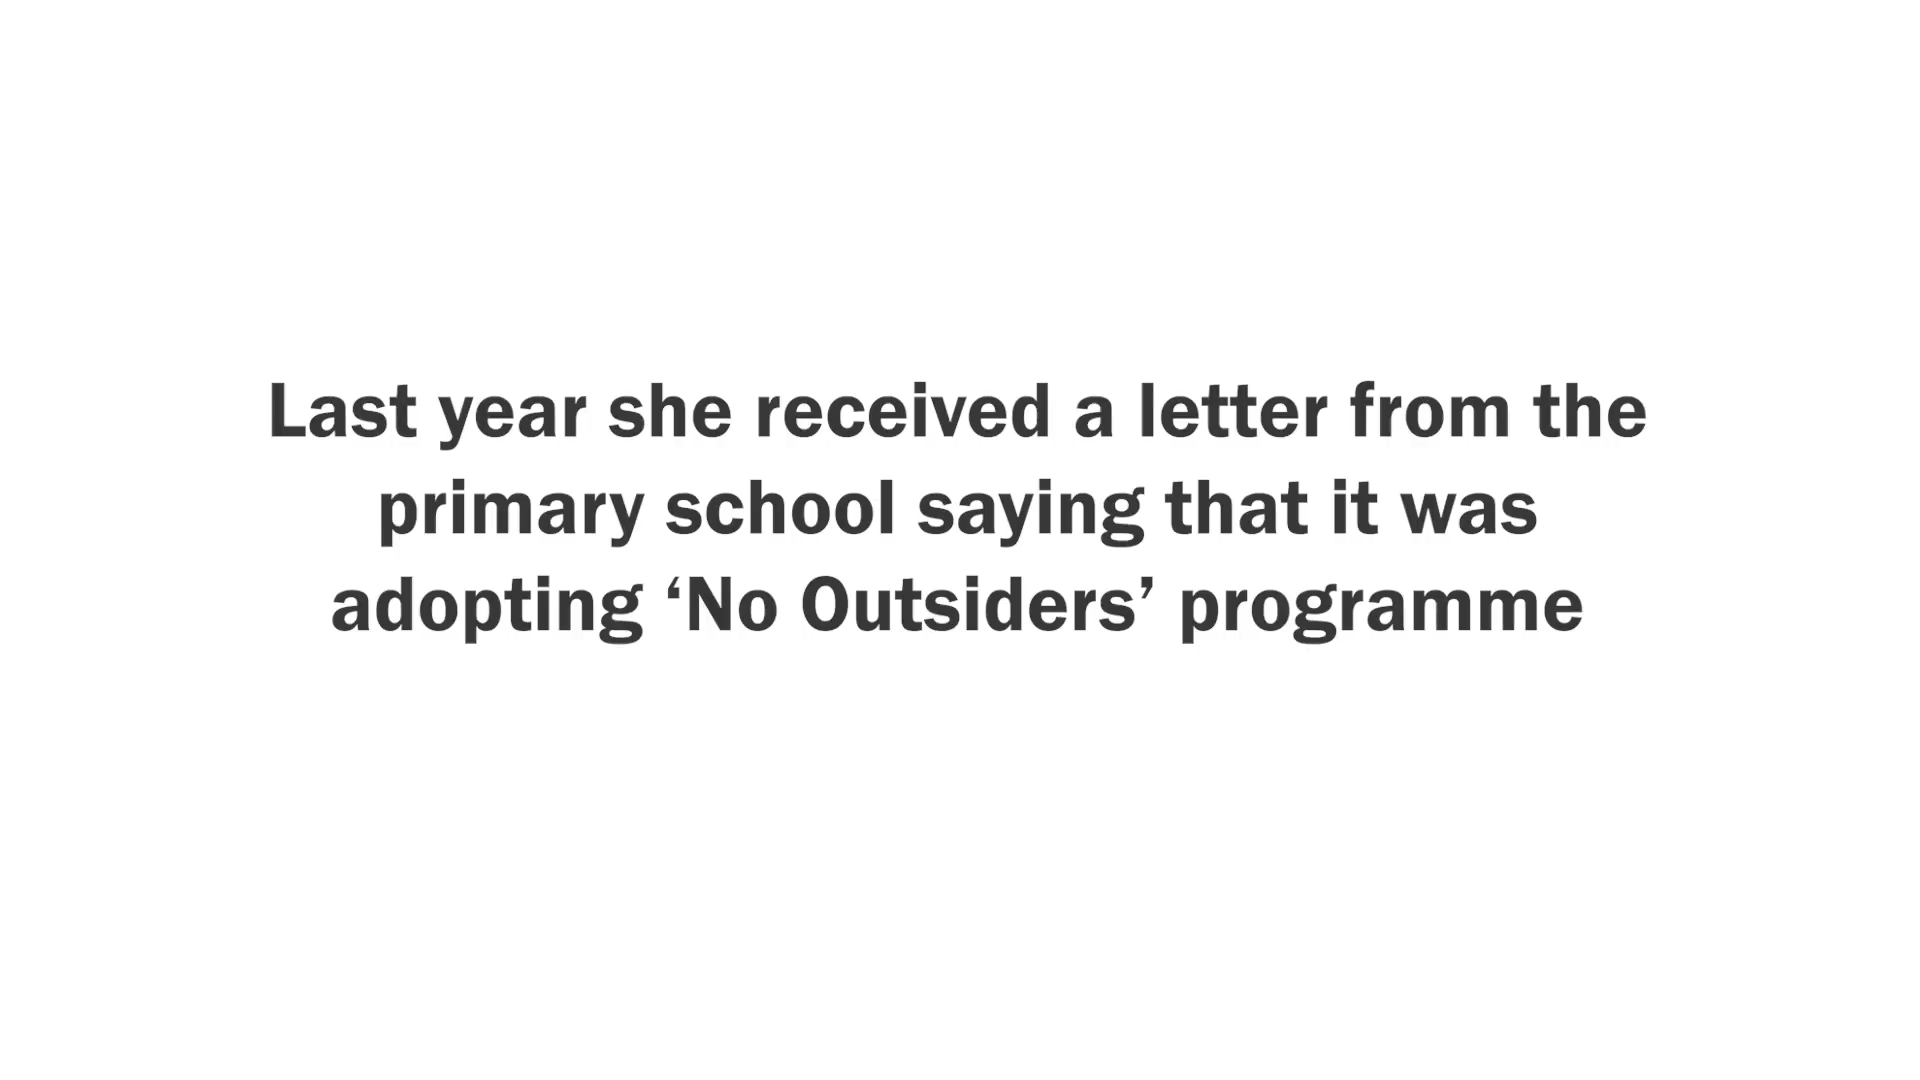 Last year she received a letter from the
primary school saying that it was
adopting ‘No Outsiders’ programme